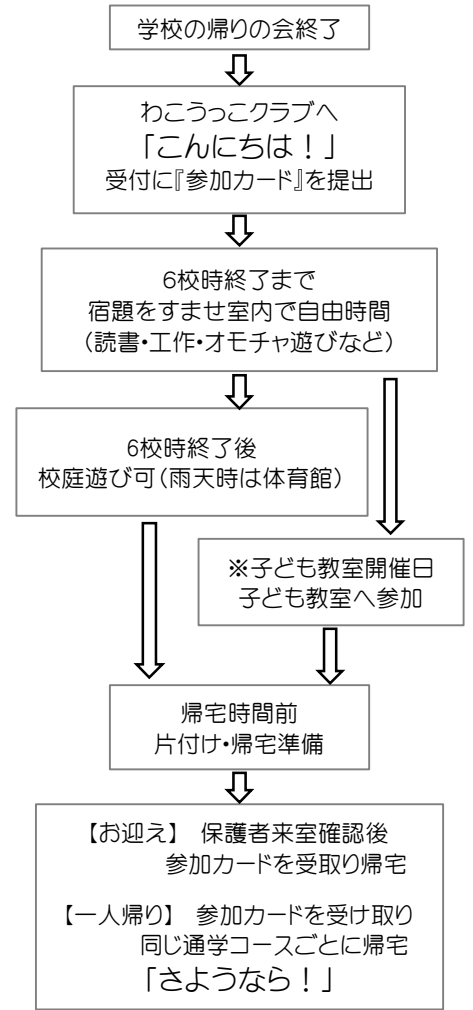 学校の帰りの会終了
わこうっこクラブへ
「こんにちは！」
受付に『参加カード』を提出
6校時終了まで
宿題をすませ室内で自由時間
（読書・工作・オモチャ遊びなど）
6校時終了後
校庭遊び可（雨天時は体育館）
※子ども教室開催日
子ども教室へ参加
帰宅時間前
片付け・帰宅準備
【お迎え】 保護者来室確認後
参加カードを受取り帰宅
【一人帰り】 参加カードを受け取り
同じ通学コースごとに帰宅
「さようなら！」